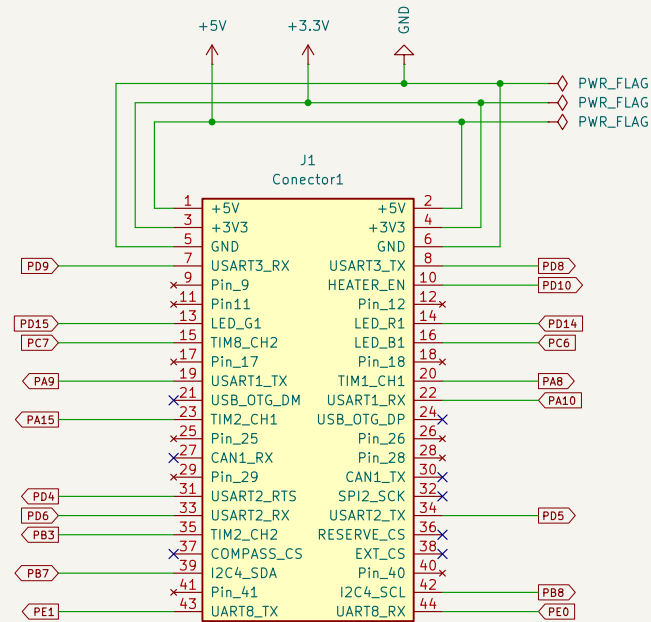 +5V +3.3V GND
PWR_FLAG
PWR_FLAG
PWR_FLAG
J1
Conector1
1 +5V +5V 2
3 +3V3 +3V3 4
5 GND GND 6
PD9 7 USART3_RX USART3_TX 8 PD8
9 Pin_9 HEATER_EN 10 PD10
11 Pin11 Pin_12 12
PD15 13 LED_G1 LED_R1 14 PD14
PC7 15 TIM8_CH2 LED_B1 16 PC6
17 Pin_17 Pin_18 18
PA9 19 USART1_TX TIM1_CH1 20 PA8
21 USB_OTG_DM USART1_RX 22 PA10
PA15 23 TIM2_CH1 USB_OTG_DP 24
25 Pin_25 Pin_26 26
27 CAN1_RX Pin_28 28
29 Pin_29 CAN1_TX 30
PD4 31 USART2_RTS SPI2_SCK 32
PD6 33 USART2_RX USART2_TX 34 PD5
PB3 35 TIM2_CH2 RESERVE_CS 36
37 COMPASS_CS EXT_CS 38
PB7 39 I2C4_SDA Pin_40 40
41 Pin_41 I2C4_SCL 42 PB8
PE1 43 UART8_TX UART8_RX 44 PE0